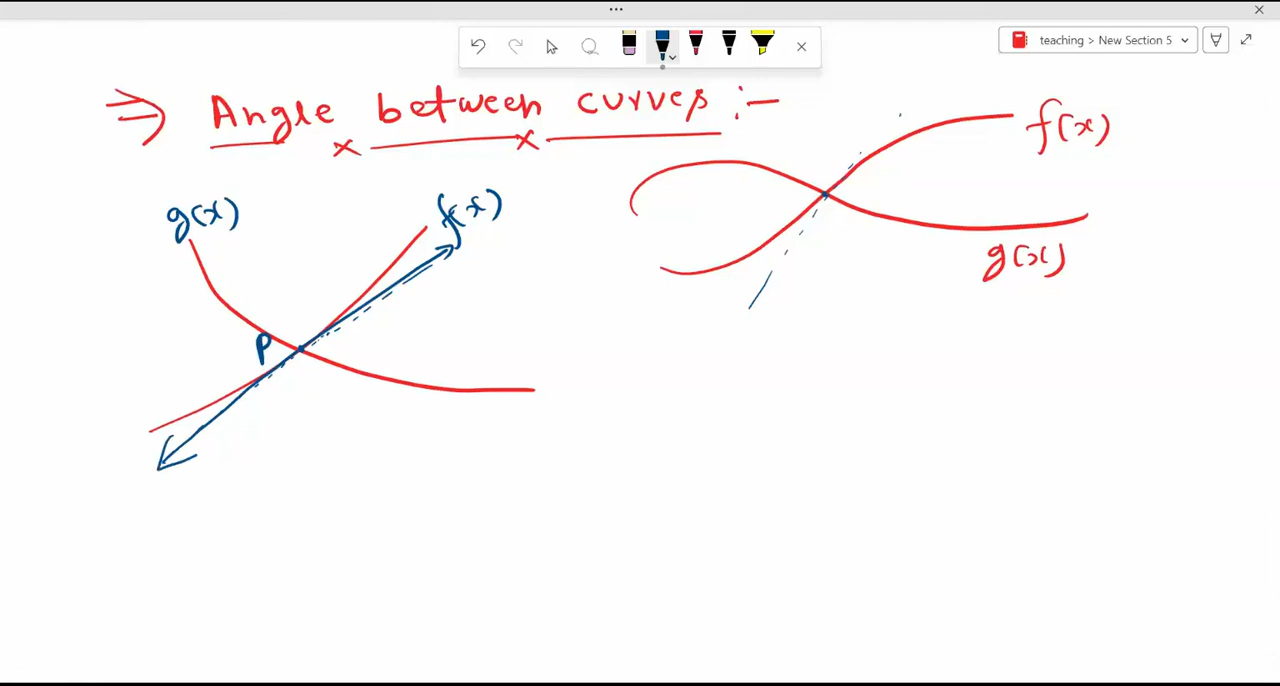 teaching > New Section 5
⇒ Angle between curves :-
f(x)
g(x)
g(x)
f(x)
P